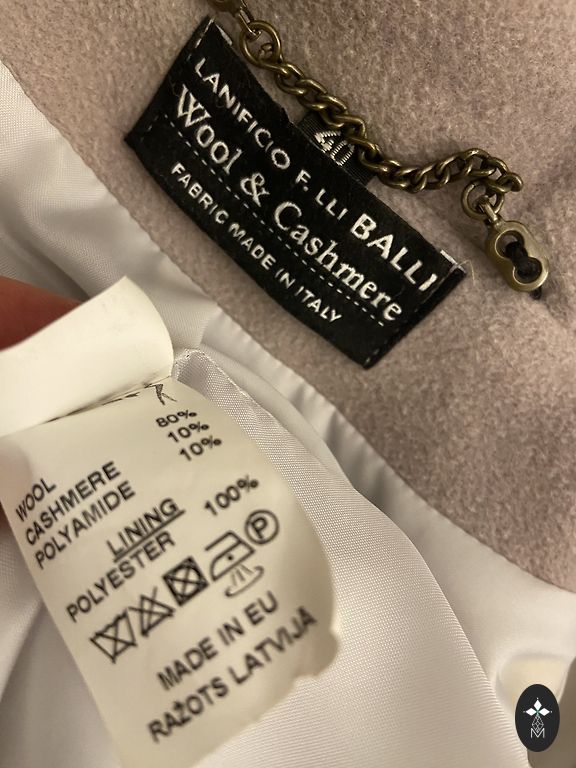 LANIFICIO F. LLI BALLI
Wool & Cashmere
FABRIC MADE IN ITALY
40
WOOL 80%
CASHMERE 10%
POLYAMIDE 10%
LINING
POLYESTER 100%
P
MADE IN EU
RAŽOTS LATVIJĀ
M